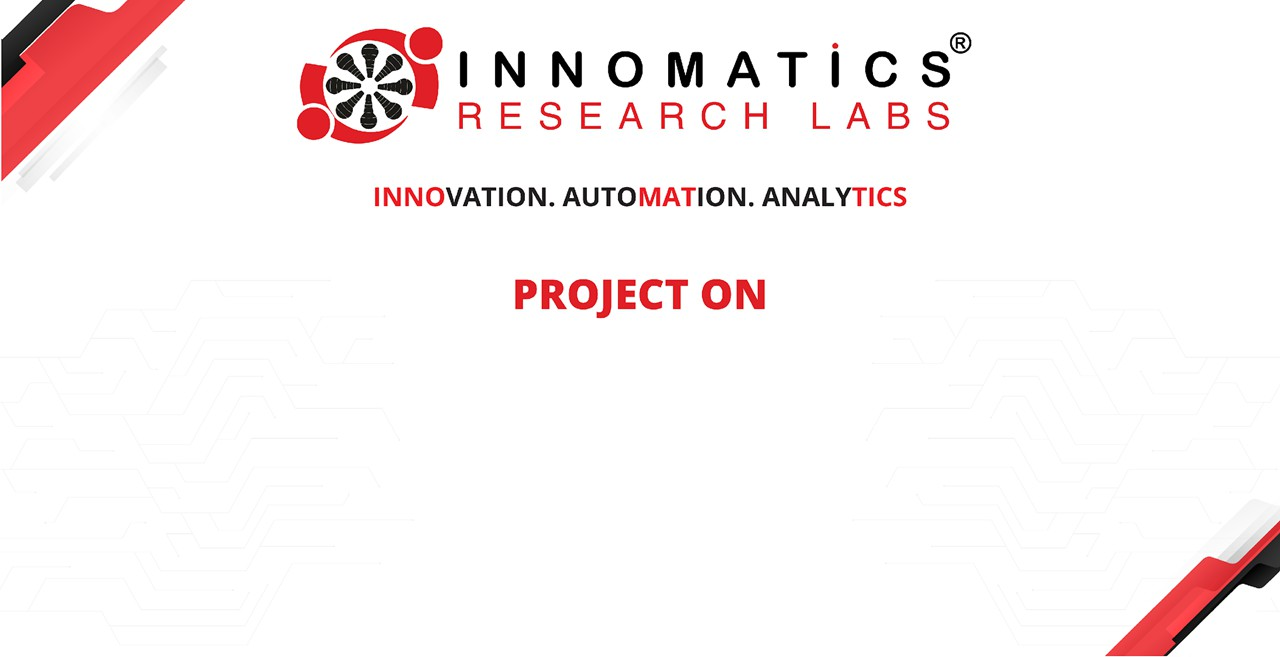 INNOMATiCS®
RESEARCH LABS
INNOVATION. AUTOMATION. ANALYTICS
PROJECT ON